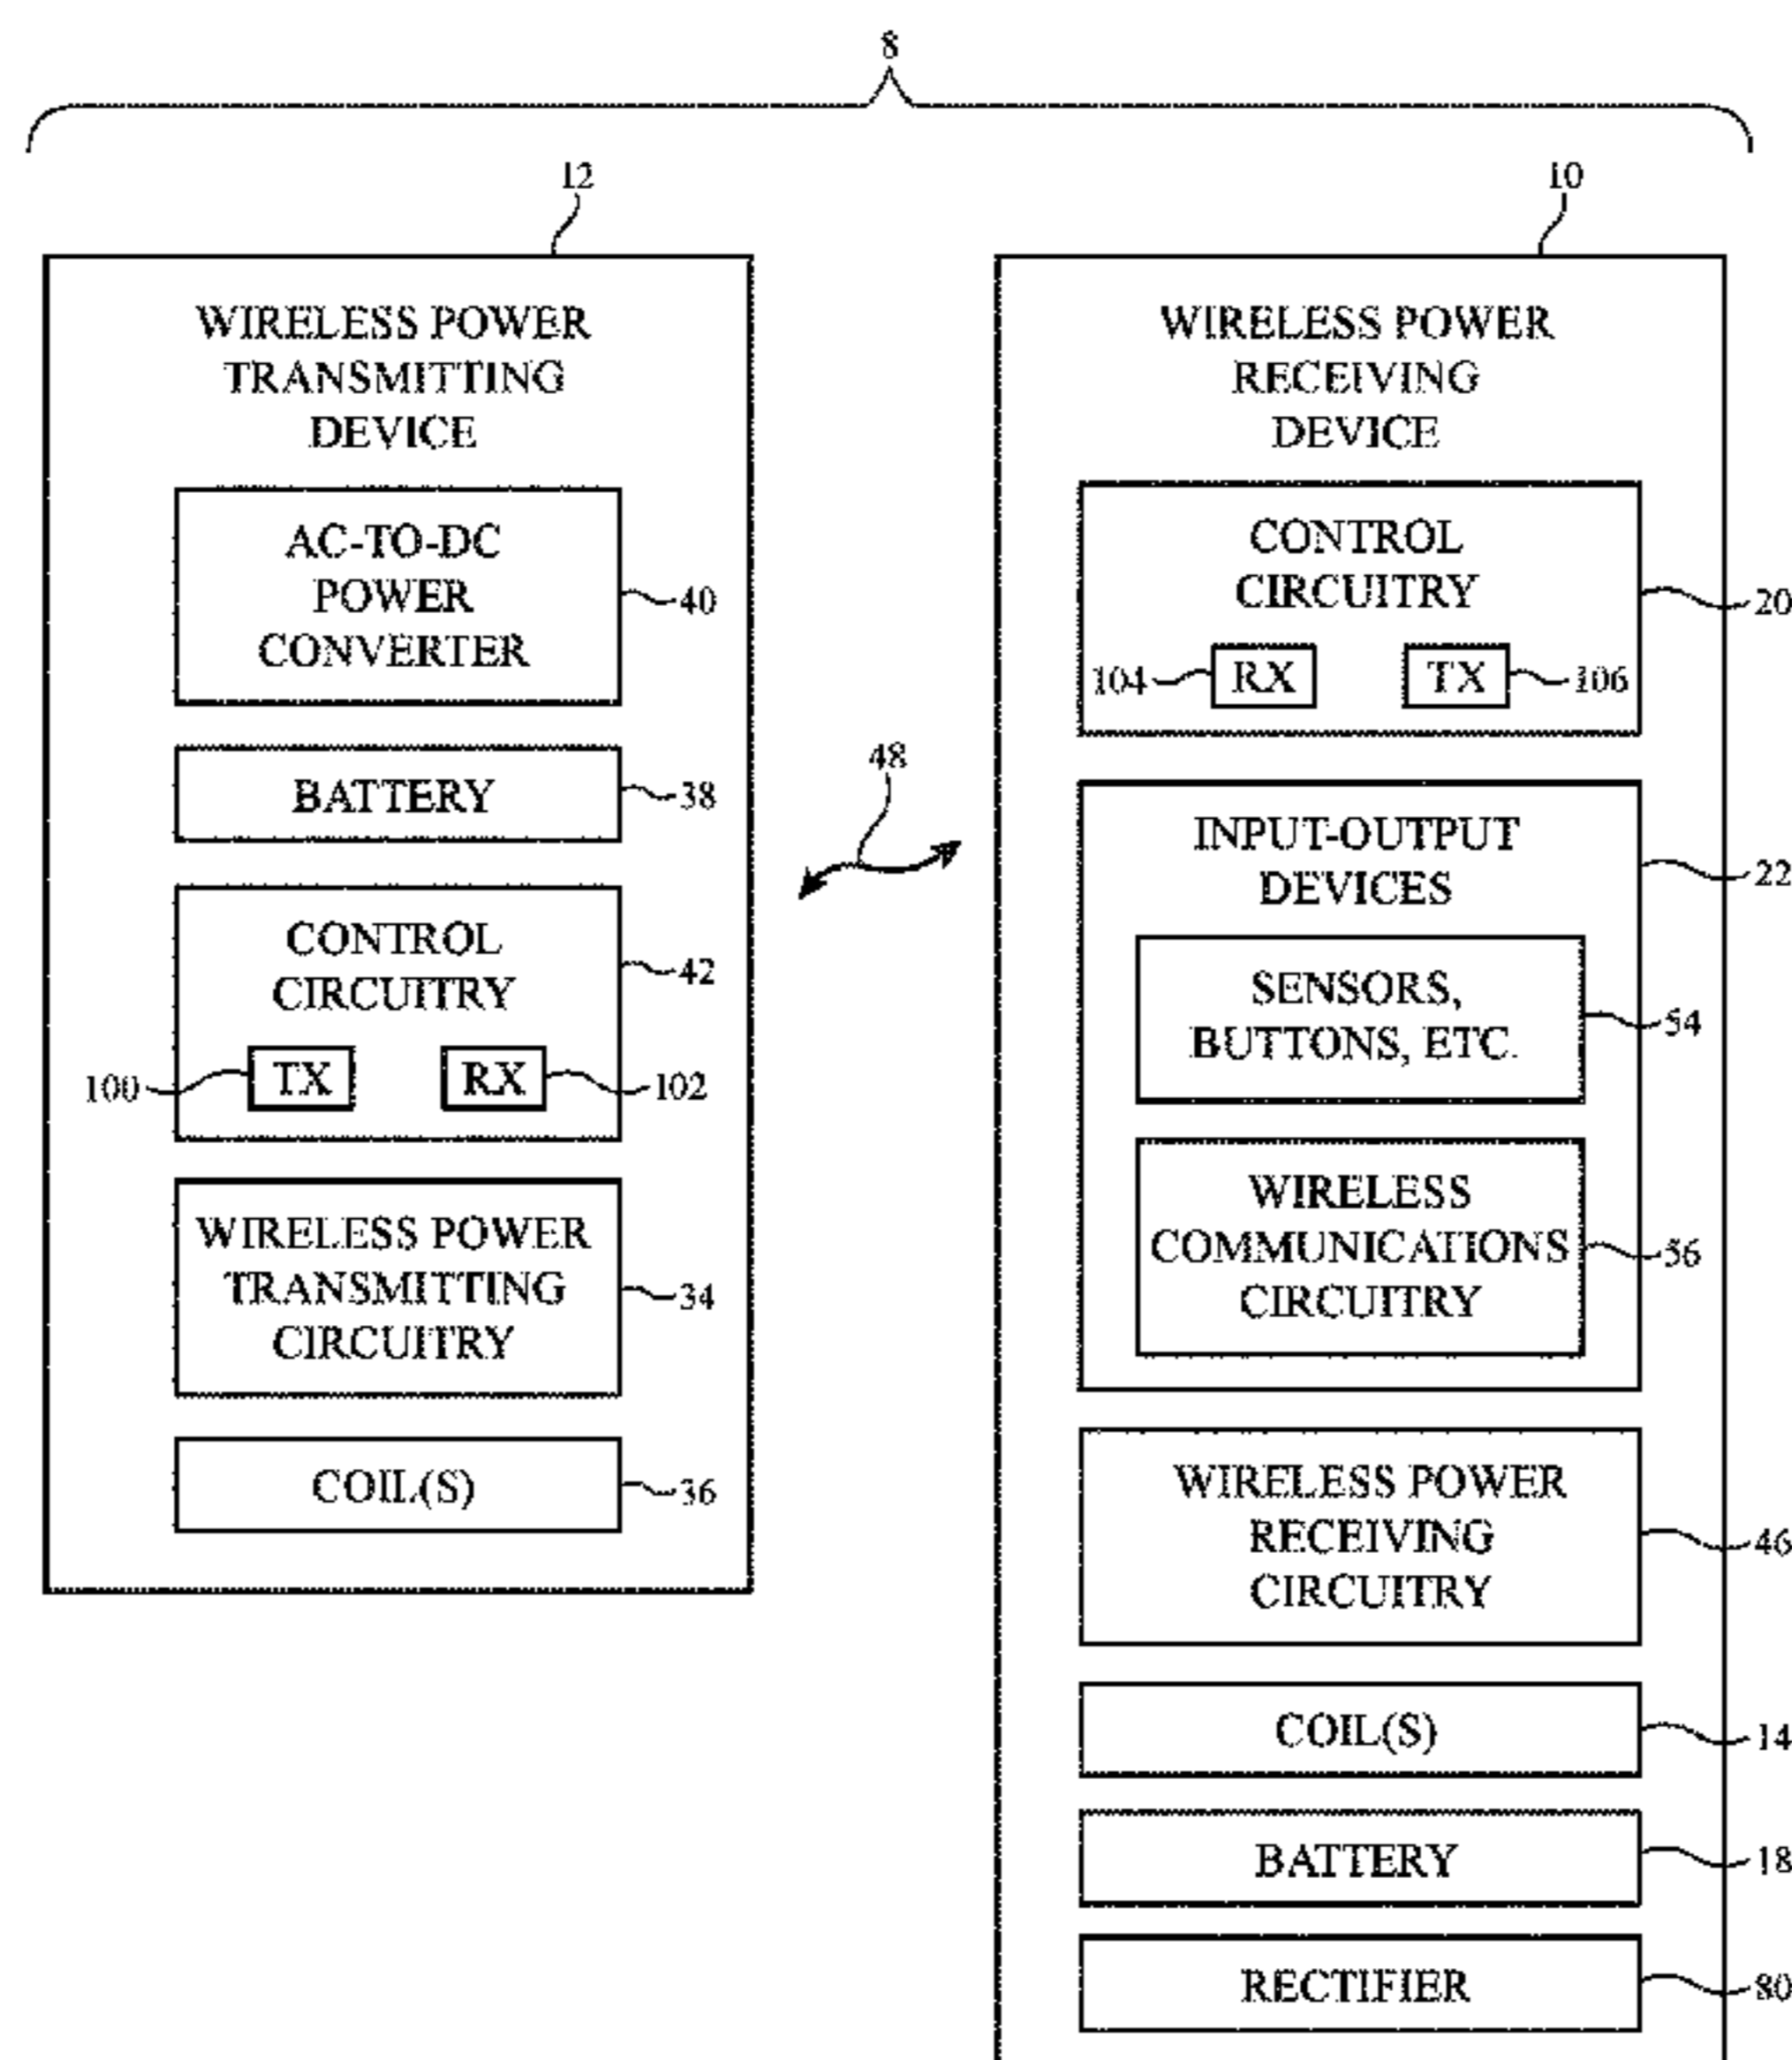 8
12
WIRELESS POWER
TRANSMITTING
DEVICE
AC-TO-DC
POWER
CONVERTER
40
BATTERY
38
CONTROL
CIRCUITRY
42
100
TX
RX
102
WIRELESS POWER
TRANSMITTING
CIRCUITRY
34
COIL(S)
36
48
10
WIRELESS POWER
RECEIVING
DEVICE
CONTROL
CIRCUITRY
20
104
RX
TX
106
INPUT-OUTPUT
DEVICES
22
SENSORS,
BUTTONS, ETC.
54
WIRELESS
COMMUNICATIONS
CIRCUITRY
56
WIRELESS POWER
RECEIVING
CIRCUITRY
46
COIL(S)
14
BATTERY
18
RECTIFIER
80